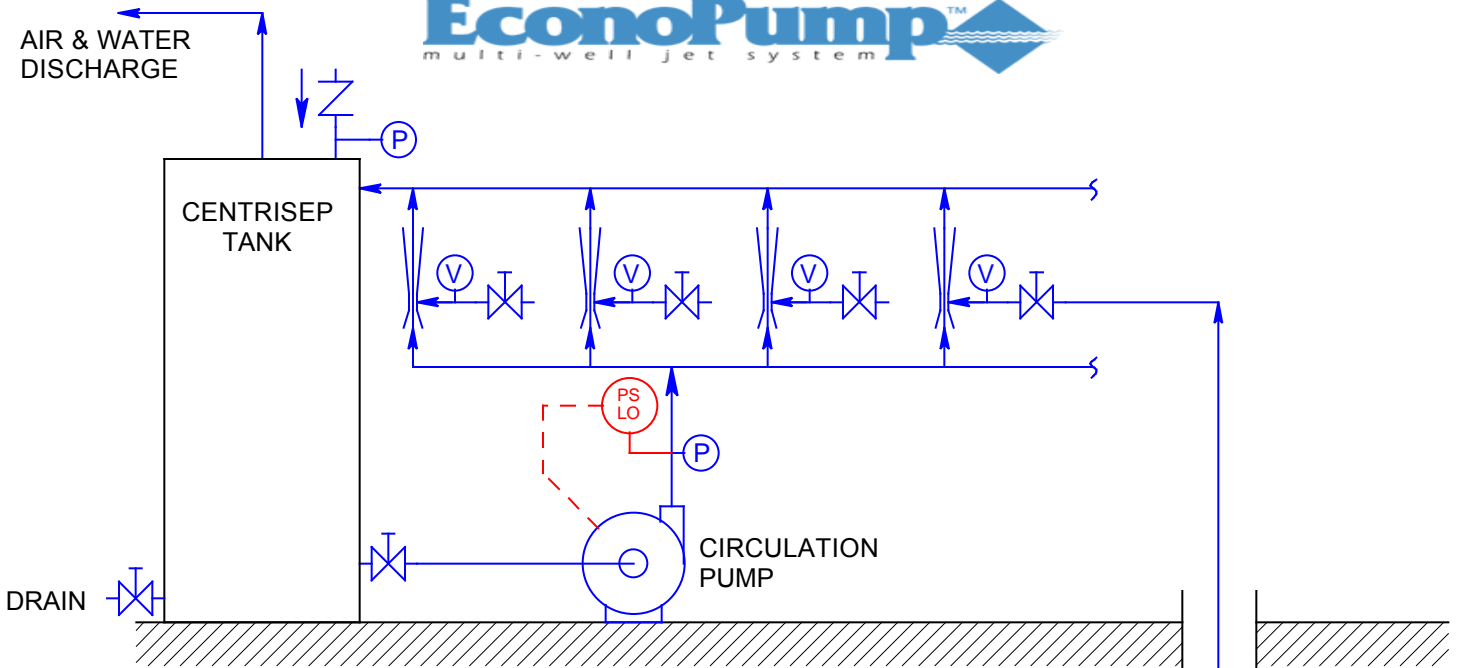 EconoPump™
multi-well jet system
AIR & WATER
DISCHARGE
P
CENTRISEP
TANK
V
V
V
V
PS
LO
P
CIRCULATION
PUMP
DRAIN